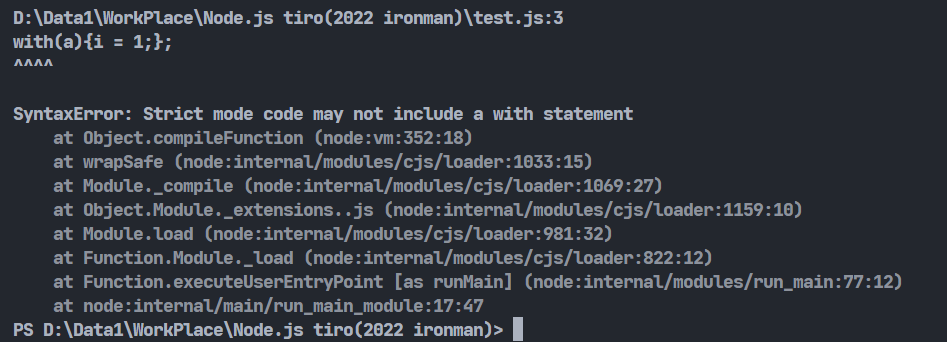 D:\Data1\WorkPlace\Node.js tiro(2022 ironman)\test.js:3
with(a){i = 1;};
^^^^
SyntaxError: Strict mode code may not include a with statement
    at Object.compileFunction (node:vm:352:18)
    at wrapSafe (node:internal/modules/cjs/loader:1033:15)
    at Module._compile (node:internal/modules/cjs/loader:1069:27)
    at Object.Module._extensions..js (node:internal/modules/cjs/loader:1159:10)
    at Module.load (node:internal/modules/cjs/loader:981:32)
    at Function.Module._load (node:internal/modules/cjs/loader:822:12)
    at Function.executeUserEntryPoint [as runMain] (node:internal/modules/run_main:77:12)
    at node:internal/main/run_main_module:17:47
PS D:\Data1\WorkPlace\Node.js tiro(2022 ironman)>